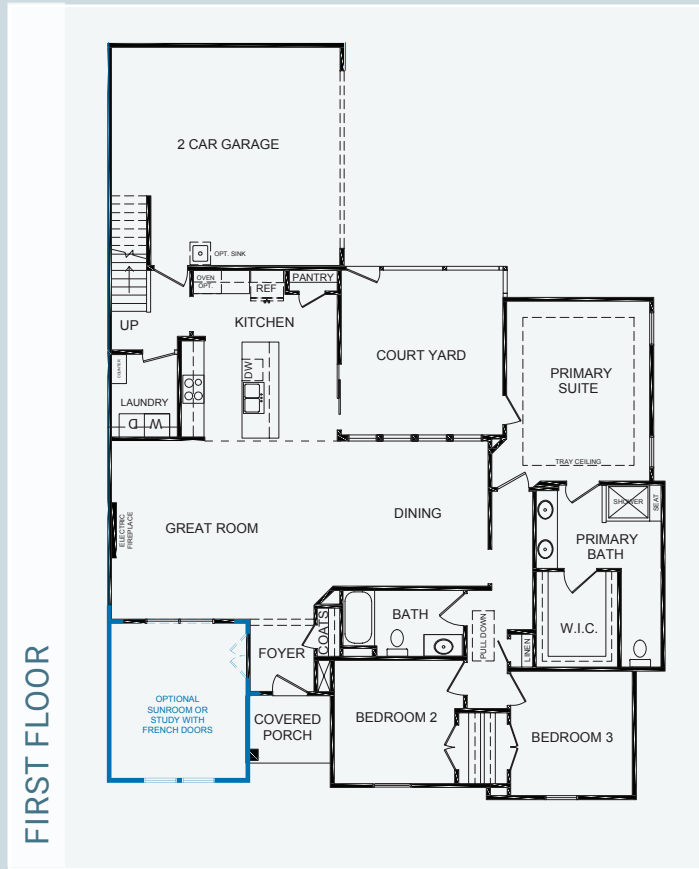 2 CAR GARAGE
OPT. SINK
OVEN
OPT.
REF
PANTRY
UP
KITCHEN
COURT YARD
PRIMARY
SUITE
COUNTER
DW
LAUNDRY
D
W
TRAY CEILING
GREAT ROOM
DINING
ELECTRIC
FIREPLACE
SHOWER
SEAT
PRIMARY
BATH
W.I.C.
BATH
COATS
FOYER
PULL DOWN
LINEN
OPTIONAL
SUNROOM OR
STUDY WITH
FRENCH DOORS
COVERED
PORCH
BEDROOM 2
BEDROOM 3
FIRST FLOOR